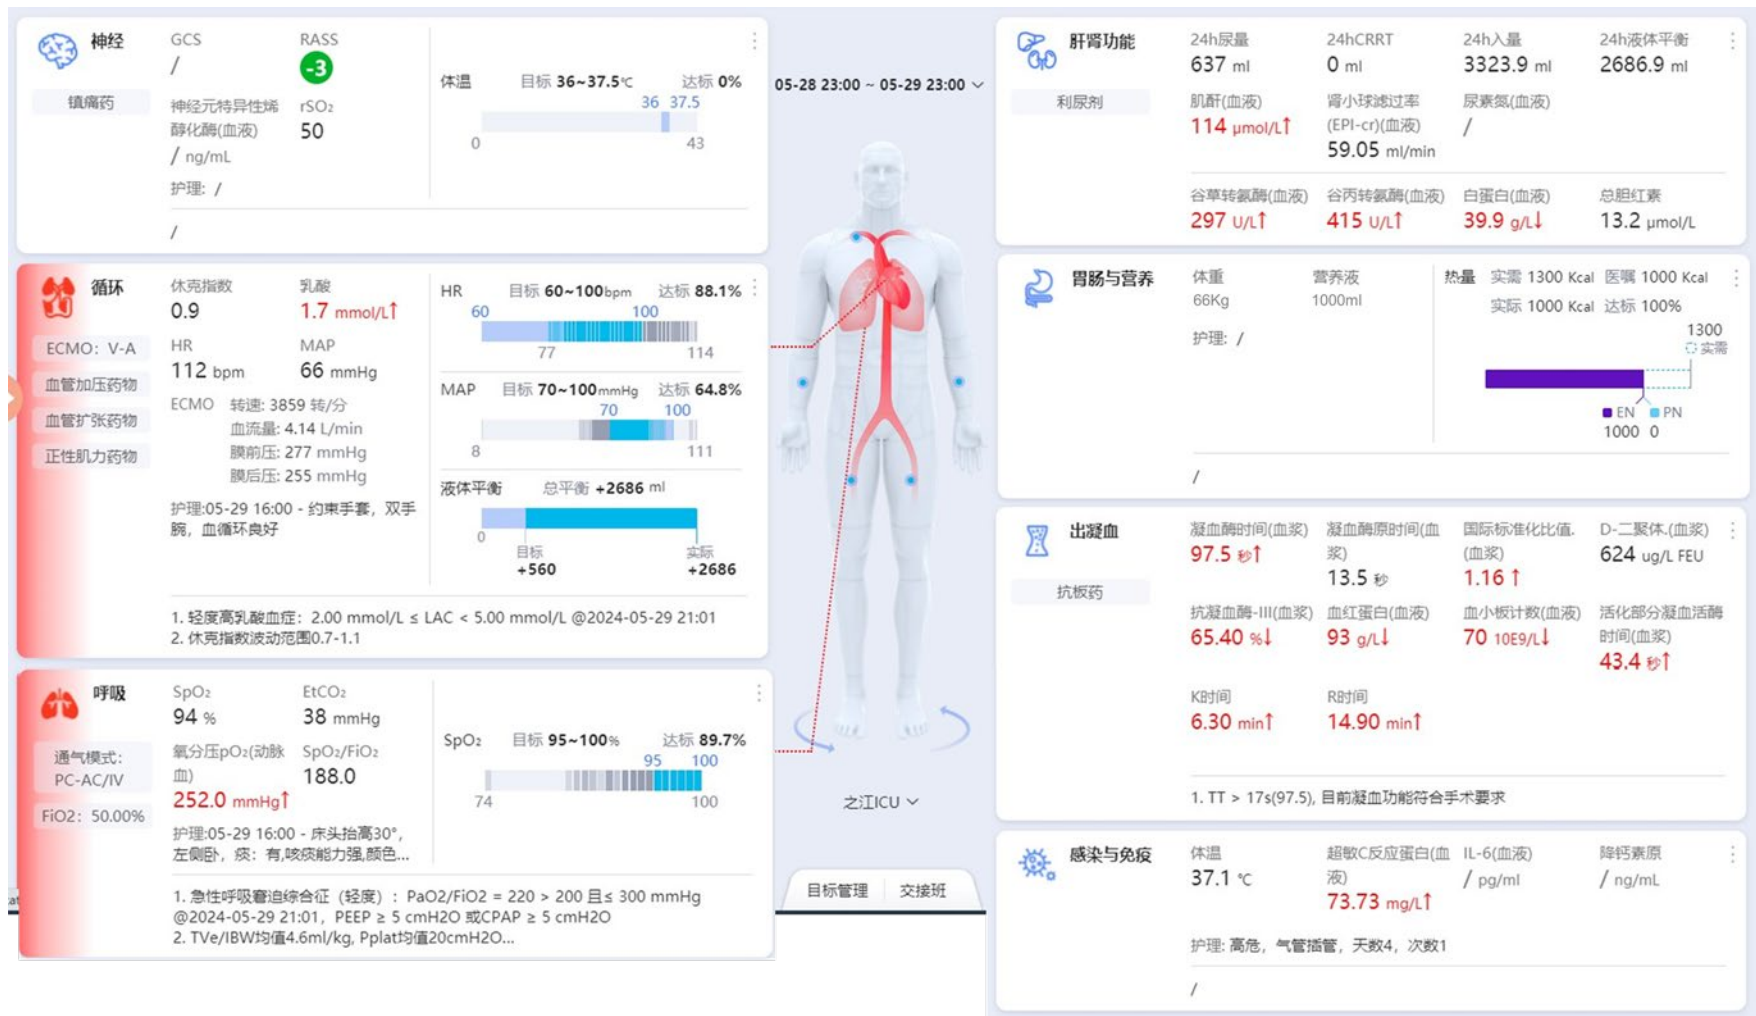 神经
镇痛药
GCS
/
RASS
-3
神经元特异性烯
醇化酶(血液)
/ ng/mL
rSO₂
50
护理: /
体温 目标 36~37.5℃ 达标 0%
36 37.5
0 43
/
循环
ECMO: V-A
血管加压药物
血管扩张药物
正性肌力药物
休克指数
0.9
乳酸
1.7 mmol/L↑
HR
112 bpm
MAP
66 mmHg
ECMO 转速: 3859 转/分
血流量: 4.14 L/min
膜前压: 277 mmHg
膜后压: 255 mmHg
护理:05-29 16:00 - 约束手套，双手
腕，血循环良好
HR 目标 60~100bpm 达标 88.1%
60 100
77 114
MAP 目标 70~100mmHg 达标 64.8%
70 100
8 111
液体平衡 总平衡 +2686 ml
0
目标 实际
+560 +2686
1. 轻度高乳酸血症：2.00 mmol/L ≤ LAC < 5.00 mmol/L @2024-05-29 21:01
2. 休克指数波动范围0.7-1.1
呼吸
通气模式:
PC-AC/IV
FiO2: 50.00%
SpO₂
94 %
EtCO₂
38 mmHg
氧分压pO₂(动脉
血)
252.0 mmHg↑
SpO₂/FiO₂
188.0
护理:05-29 16:00 - 床头抬高30°,
左侧卧，痰：有,咳痰能力强,颜色...
SpO₂ 目标 95~100% 达标 89.7%
95 100
74 100
1. 急性呼吸窘迫综合征（轻度）: PaO2/FiO2 = 220 > 200 且≤ 300 mmHg
@2024-05-29 21:01，PEEP ≥ 5 cmH2O 或CPAP ≥ 5 cmH2O
2. TVe/IBW均值4.6ml/kg, Pplat均值20cmH2O...
05-28 23:00 ~ 05-29 23:00
之江ICU
目标管理 交接班
肝肾功能
利尿剂
24h尿量 24hCRRT 24h入量 24h液体平衡
637 ml 0 ml 3323.9 ml 2686.9 ml
肌酐(血液)
114 μmol/L↑
肾小球滤过率
(EPI-cr)(血液)
59.05 ml/min
尿素氮(血液)
/
谷草转氨酶(血液) 谷丙转氨酶(血液) 白蛋白(血液) 总胆红素
297 U/L↑ 415 U/L↑ 39.9 g/L↓ 13.2 μmol/L
胃肠与营养
体重
66Kg
营养液
1000ml
护理: /
热量 实需 1300 Kcal 医嘱 1000 Kcal
实际 1000 Kcal 达标 100%
1300
实需
EN PN
1000 0
/
出凝血
抗板药
凝血酶时间(血浆)
97.5 秒↑
凝血酶原时间(血
浆)
13.5 秒
国际标准化比值.
(血浆)
1.16 ↑
D-二聚体.(血浆)
624 ug/L FEU
抗凝血酶-III(血浆)
65.40 %↓
血红蛋白(血液)
93 g/L↓
血小板计数(血液)
70 10E9/L↓
活化部分凝血活酶
时间(血浆)
43.4 秒↑
K时间
6.30 min↑
R时间
14.90 min↑
1. TT > 17s(97.5), 目前凝血功能符合手术要求
感染与免疫
体温
37.1 ℃
超敏C反应蛋白(血
液)
73.73 mg/L↑
IL-6(血液)
/ pg/ml
降钙素原
/ ng/mL
护理: 高危，气管插管，天数4，次数1
/